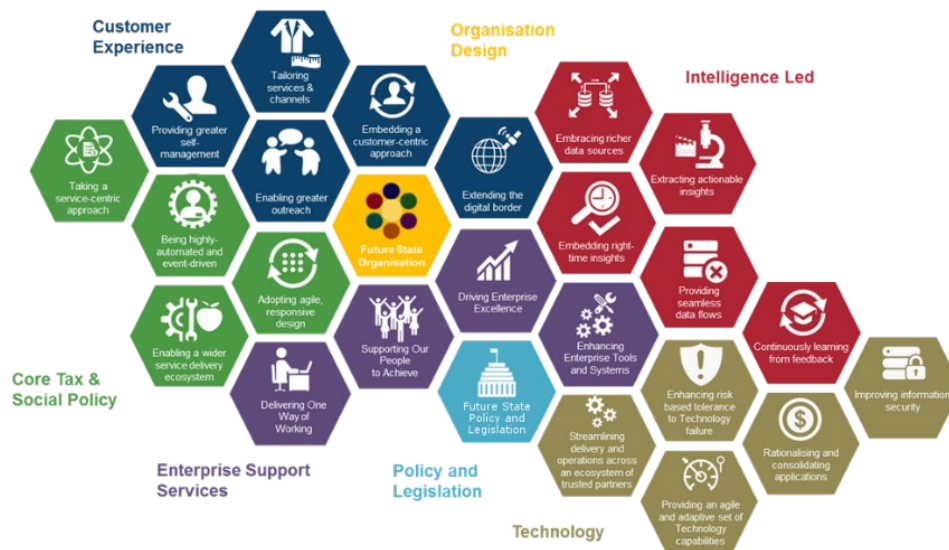 Customer
Experience
Organisation
Design
Intelligence Led
Tailoring
services &
channels
Providing greater
self-
management
Embedding a
customer-centric
approach
Embracing richer
data sources
Extracting actionable
insights
Taking a
service-centric
approach
Enabling greater
outreach
Extending the
digital border
Being highly-
automated and
event-driven
Future State
Organisation
Embedding right-
time insights
Adopting agile,
responsive
design
Driving Enterprise
Excellence
Providing
seamless
data flows
Enabling a wider
service delivery
ecosystem
Supporting Our
People
to Achieve
Enhancing
Enterprise Tools
and Systems
Continuously learning
from feedback
Core Tax &
Social Policy
Delivering One
Way of
Working
Future State
Policy and
Legislation
Enhancing risk
based tolerance
to Technology
failure
Improving information
security
Streamlining
delivery and
operations across
an ecosystem of
trusted partners
$
Rationalising and
consolidating
applications
Enterprise Support
Services
Policy and
Legislation
Providing an agile
and adaptive set of
Technology
capabilities
Technology